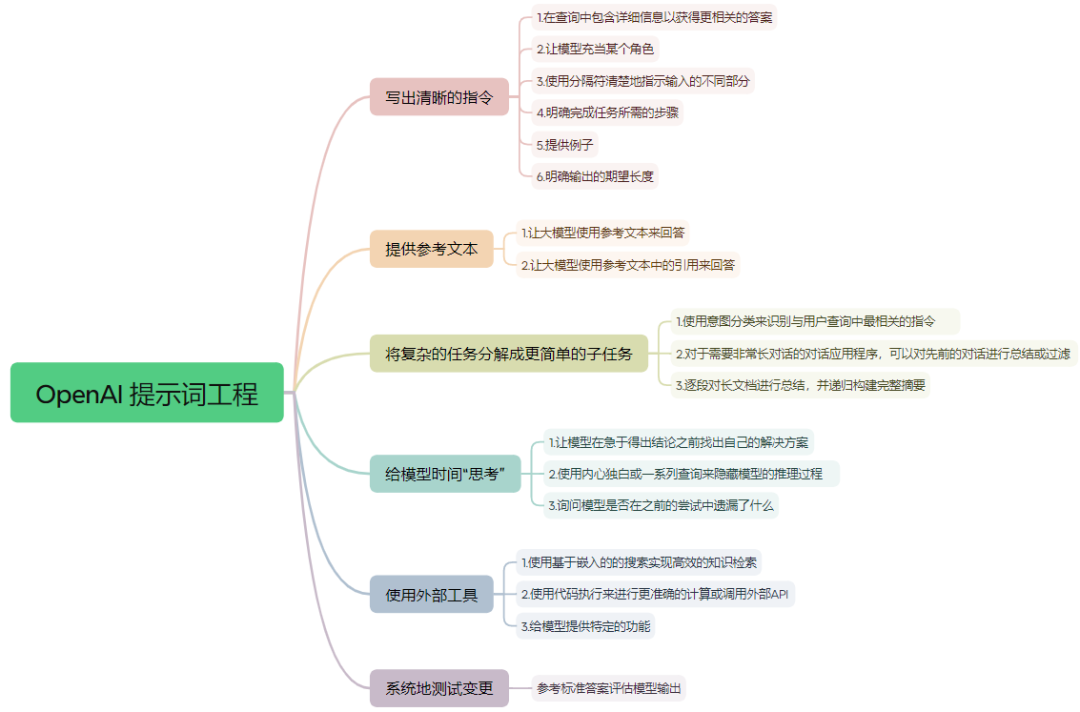 OpenAI 提示词工程
写出清晰的指令
1.在查询中包含详细信息以获得更相关的答案
2.让模型充当某个角色
3.使用分隔符清楚地指示输入的不同部分
4.明确完成任务所需的步骤
5.提供例子
6.明确输出的期望长度
提供参考文本
1.让大模型使用参考文本来回答
2.让大模型使用参考文本中的引用来回答
将复杂的任务分解成更简单的子任务
1.使用意图分类来识别与用户查询中最相关的指令
2.对于需要非常长对话的对话应用程序，可以对先前的对话进行总结或过滤
3.逐段对长文档进行总结，并递归构建完整摘要
给模型时间“思考”
1.让模型在急于得出结论之前找出自己的解决方案
2.使用内心独白或一系列查询来隐藏模型的推理过程
3.询问模型是否在之前的尝试中遗漏了什么
使用外部工具
1.使用基于嵌入的的搜索实现高效的知识检索
2.使用代码执行来进行更准确的计算或调用外部API
3.给模型提供特定的功能
系统地测试变更
参考标准答案评估模型输出